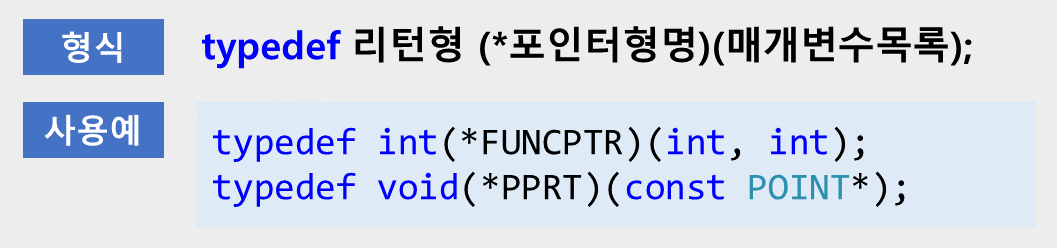 형식
typedef 리턴형 (*포인터형명)(매개변수목록);
사용예
typedef int(*FUNCPTR)(int, int);
typedef void(*PPRT)(const POINT*);